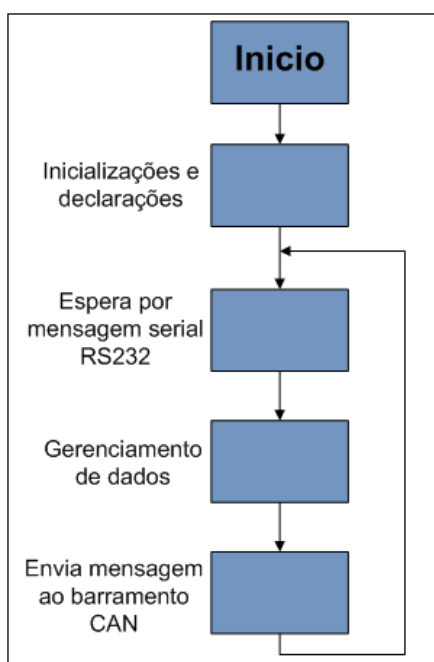 Inicio
Inicializações e
declarações
Espera por
mensagem serial
RS232
Gerenciamento
de dados
Envia mensagem
ao barramento
CAN